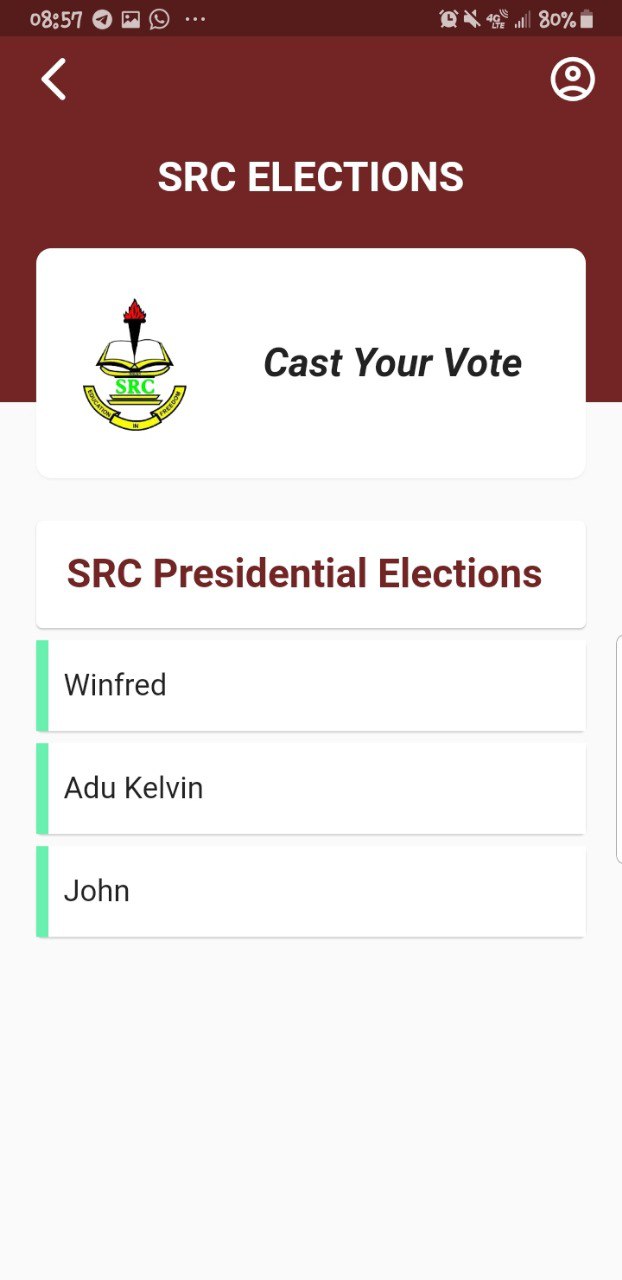 08:57
4G LTE
80%
SRC ELECTIONS
SRC
EDUCATION IN FREEDOM
Cast Your Vote
SRC Presidential Elections
Winfred
Adu Kelvin
John